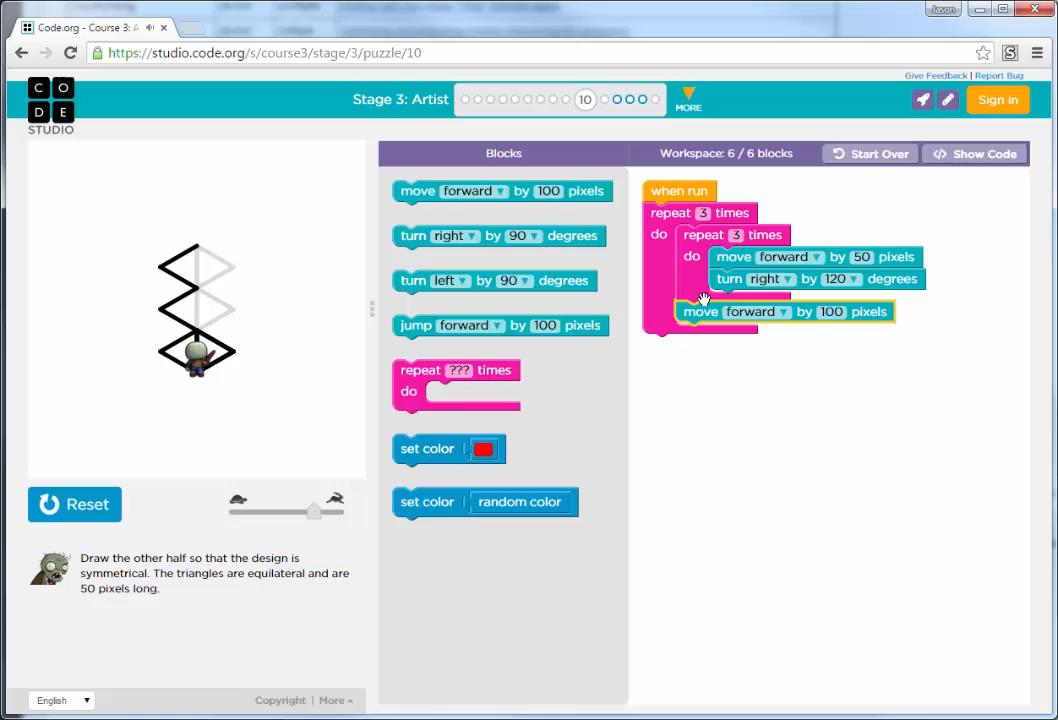 Jason
Code.org - Course 3: A
https://studio.code.org/s/course3/stage/3/puzzle/10
S
Give Feedback | Report Bug
C O
D E
STUDIO
Stage 3: Artist
10
MORE
Sign in
Blocks
Workspace: 6 / 6 blocks
Start Over
</> Show Code
move forward by 100 pixels
turn right by 90 degrees
turn left by 90 degrees
jump forward by 100 pixels
repeat ??? times
do
set color
set color random color
when run
repeat 3 times
do repeat 3 times
do move forward by 50 pixels
turn right by 120 degrees
move forward by 100 pixels
Reset
Draw the other half so that the design is
symmetrical. The triangles are equilateral and are
50 pixels long.
English
Copyright | More